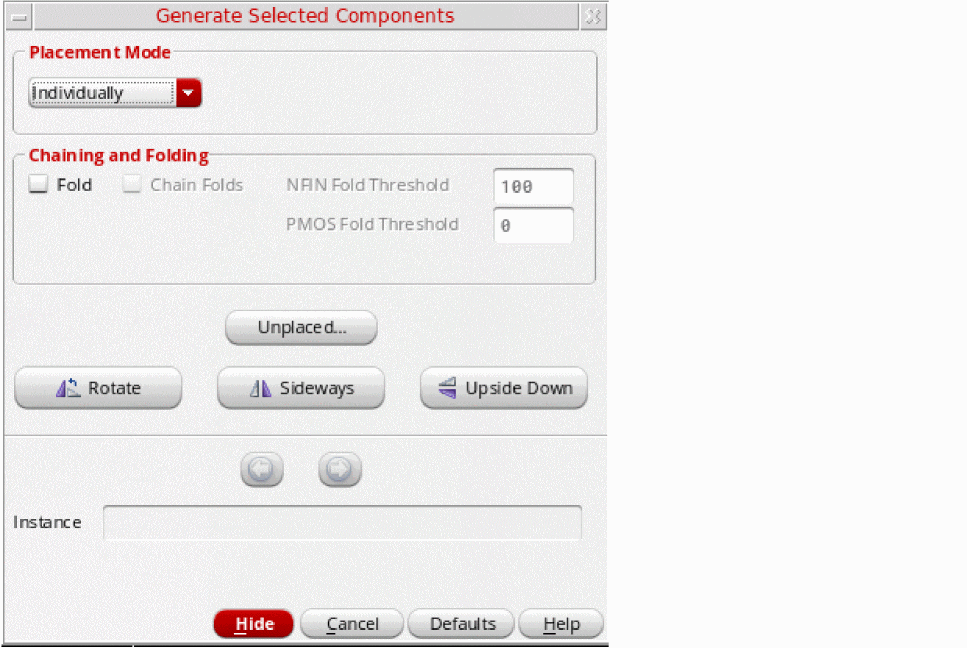 Generate Selected Components
Placement Mode
Individually
Chaining and Folding
Fold Chain Folds NFIN Fold Threshold 100
PMOS Fold Threshold 0
Unplaced...
Rotate Sideways Upside Down
Instance
Hide Cancel Defaults Help